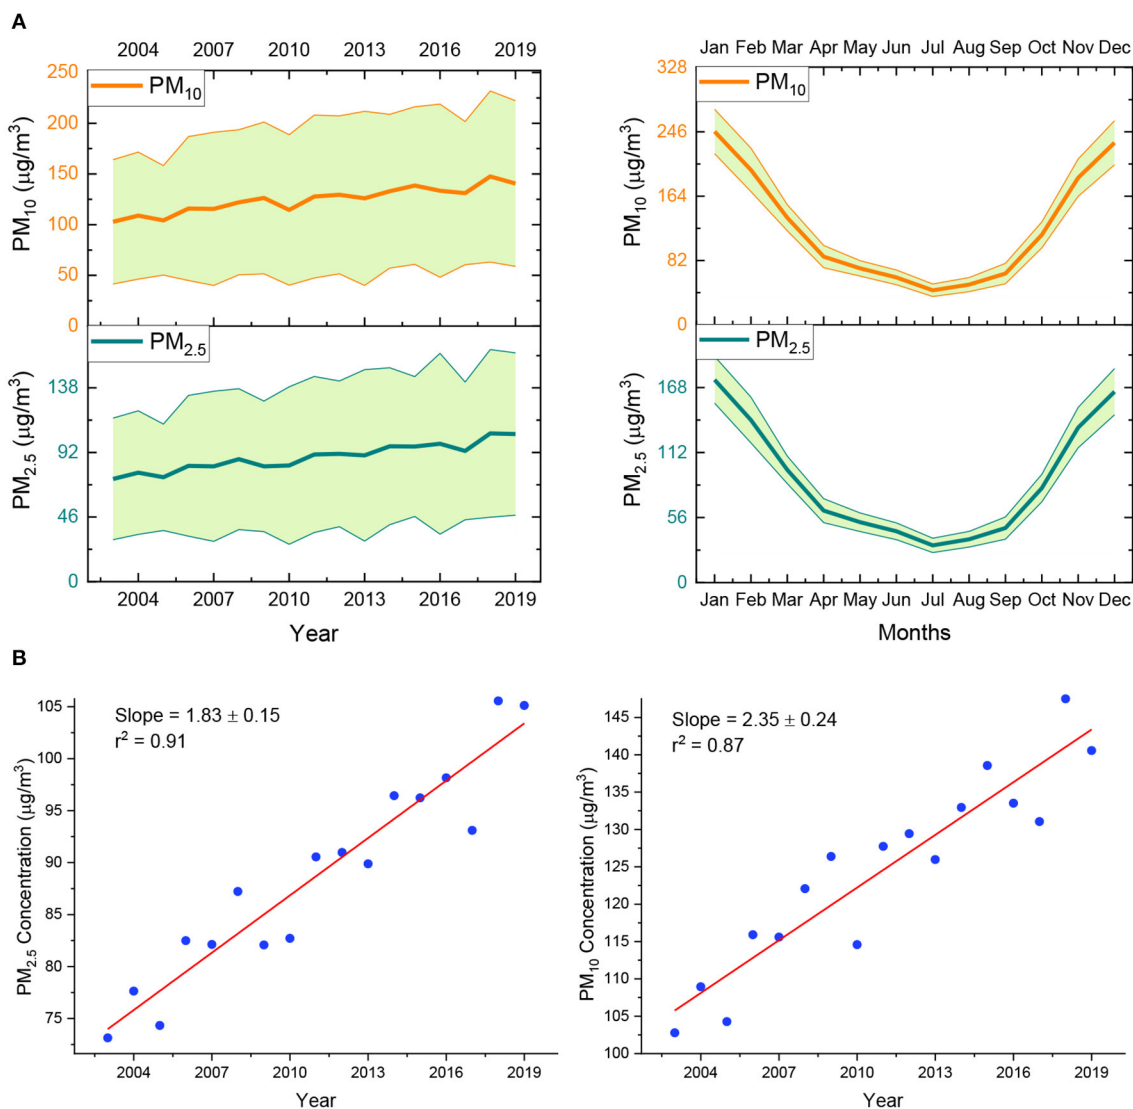 A
2004 2007 2010 2013 2016 2019
PM10
250
200
150
100
50
0
PM10 (μg/m3)
PM2.5
138
92
46
0
PM2.5 (μg/m3)
2004 2007 2010 2013 2016 2019
Year
Jan Feb Mar Apr May Jun Jul Aug Sep Oct Nov Dec
PM10
328
246
164
82
0
PM10 (μg/m3)
PM2.5
168
112
56
0
PM2.5 (μg/m3)
Jan Feb Mar Apr May Jun Jul Aug Sep Oct Nov Dec
Months
B
Slope = 1.83 ± 0.15
r2 = 0.91
105
100
95
90
85
80
75
PM2.5 Concentration (μg/m3)
2004 2007 2010 2013 2016 2019
Year
Slope = 2.35 ± 0.24
r2 = 0.87
145
140
135
130
125
120
115
110
105
100
PM10 Concentration (μg/m3)
2004 2007 2010 2013 2016 2019
Year